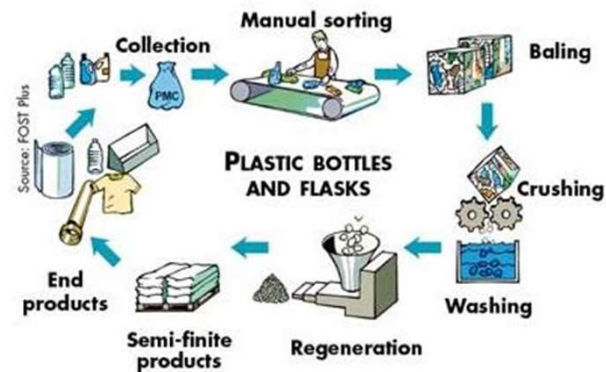 Manual sorting
Collection
Baling
PMC
Source: FOST Plus
PLASTIC BOTTLES
AND FLASKS
Crushing
Washing
End
products
Semi-finite
products
Regeneration